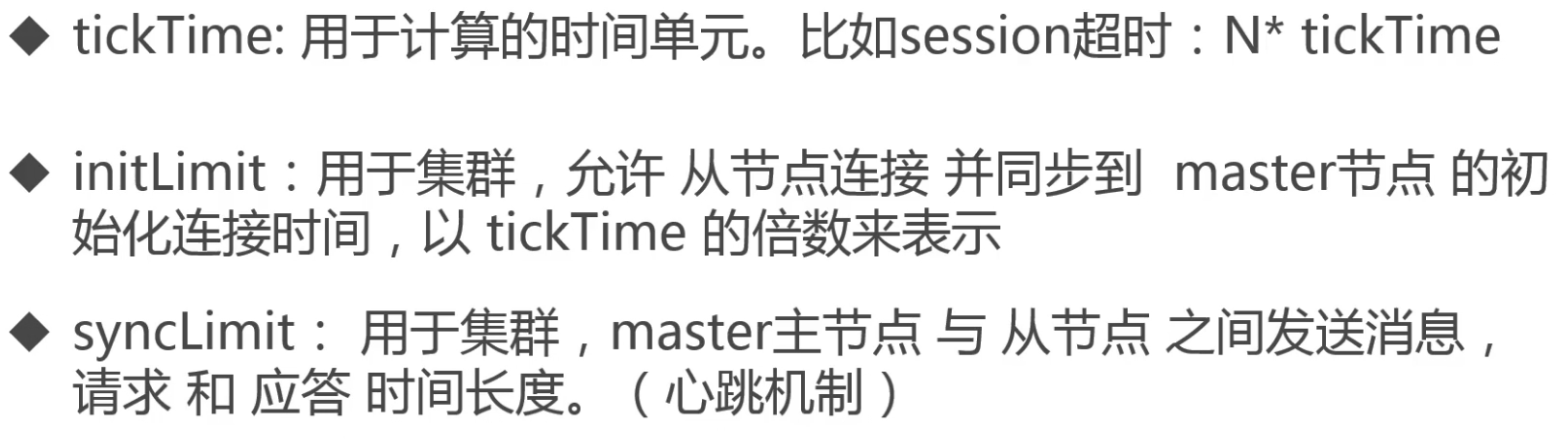 ◆ tickTime: 用于计算的时间单元。比如session超时：N* tickTime
◆ initLimit：用于集群，允许 从节点连接 并同步到 master节点 的初
始化连接时间，以 tickTime 的倍数来表示
◆ syncLimit： 用于集群，master主节点 与 从节点 之间发送消息，
请求 和 应答 时间长度。（心跳机制）